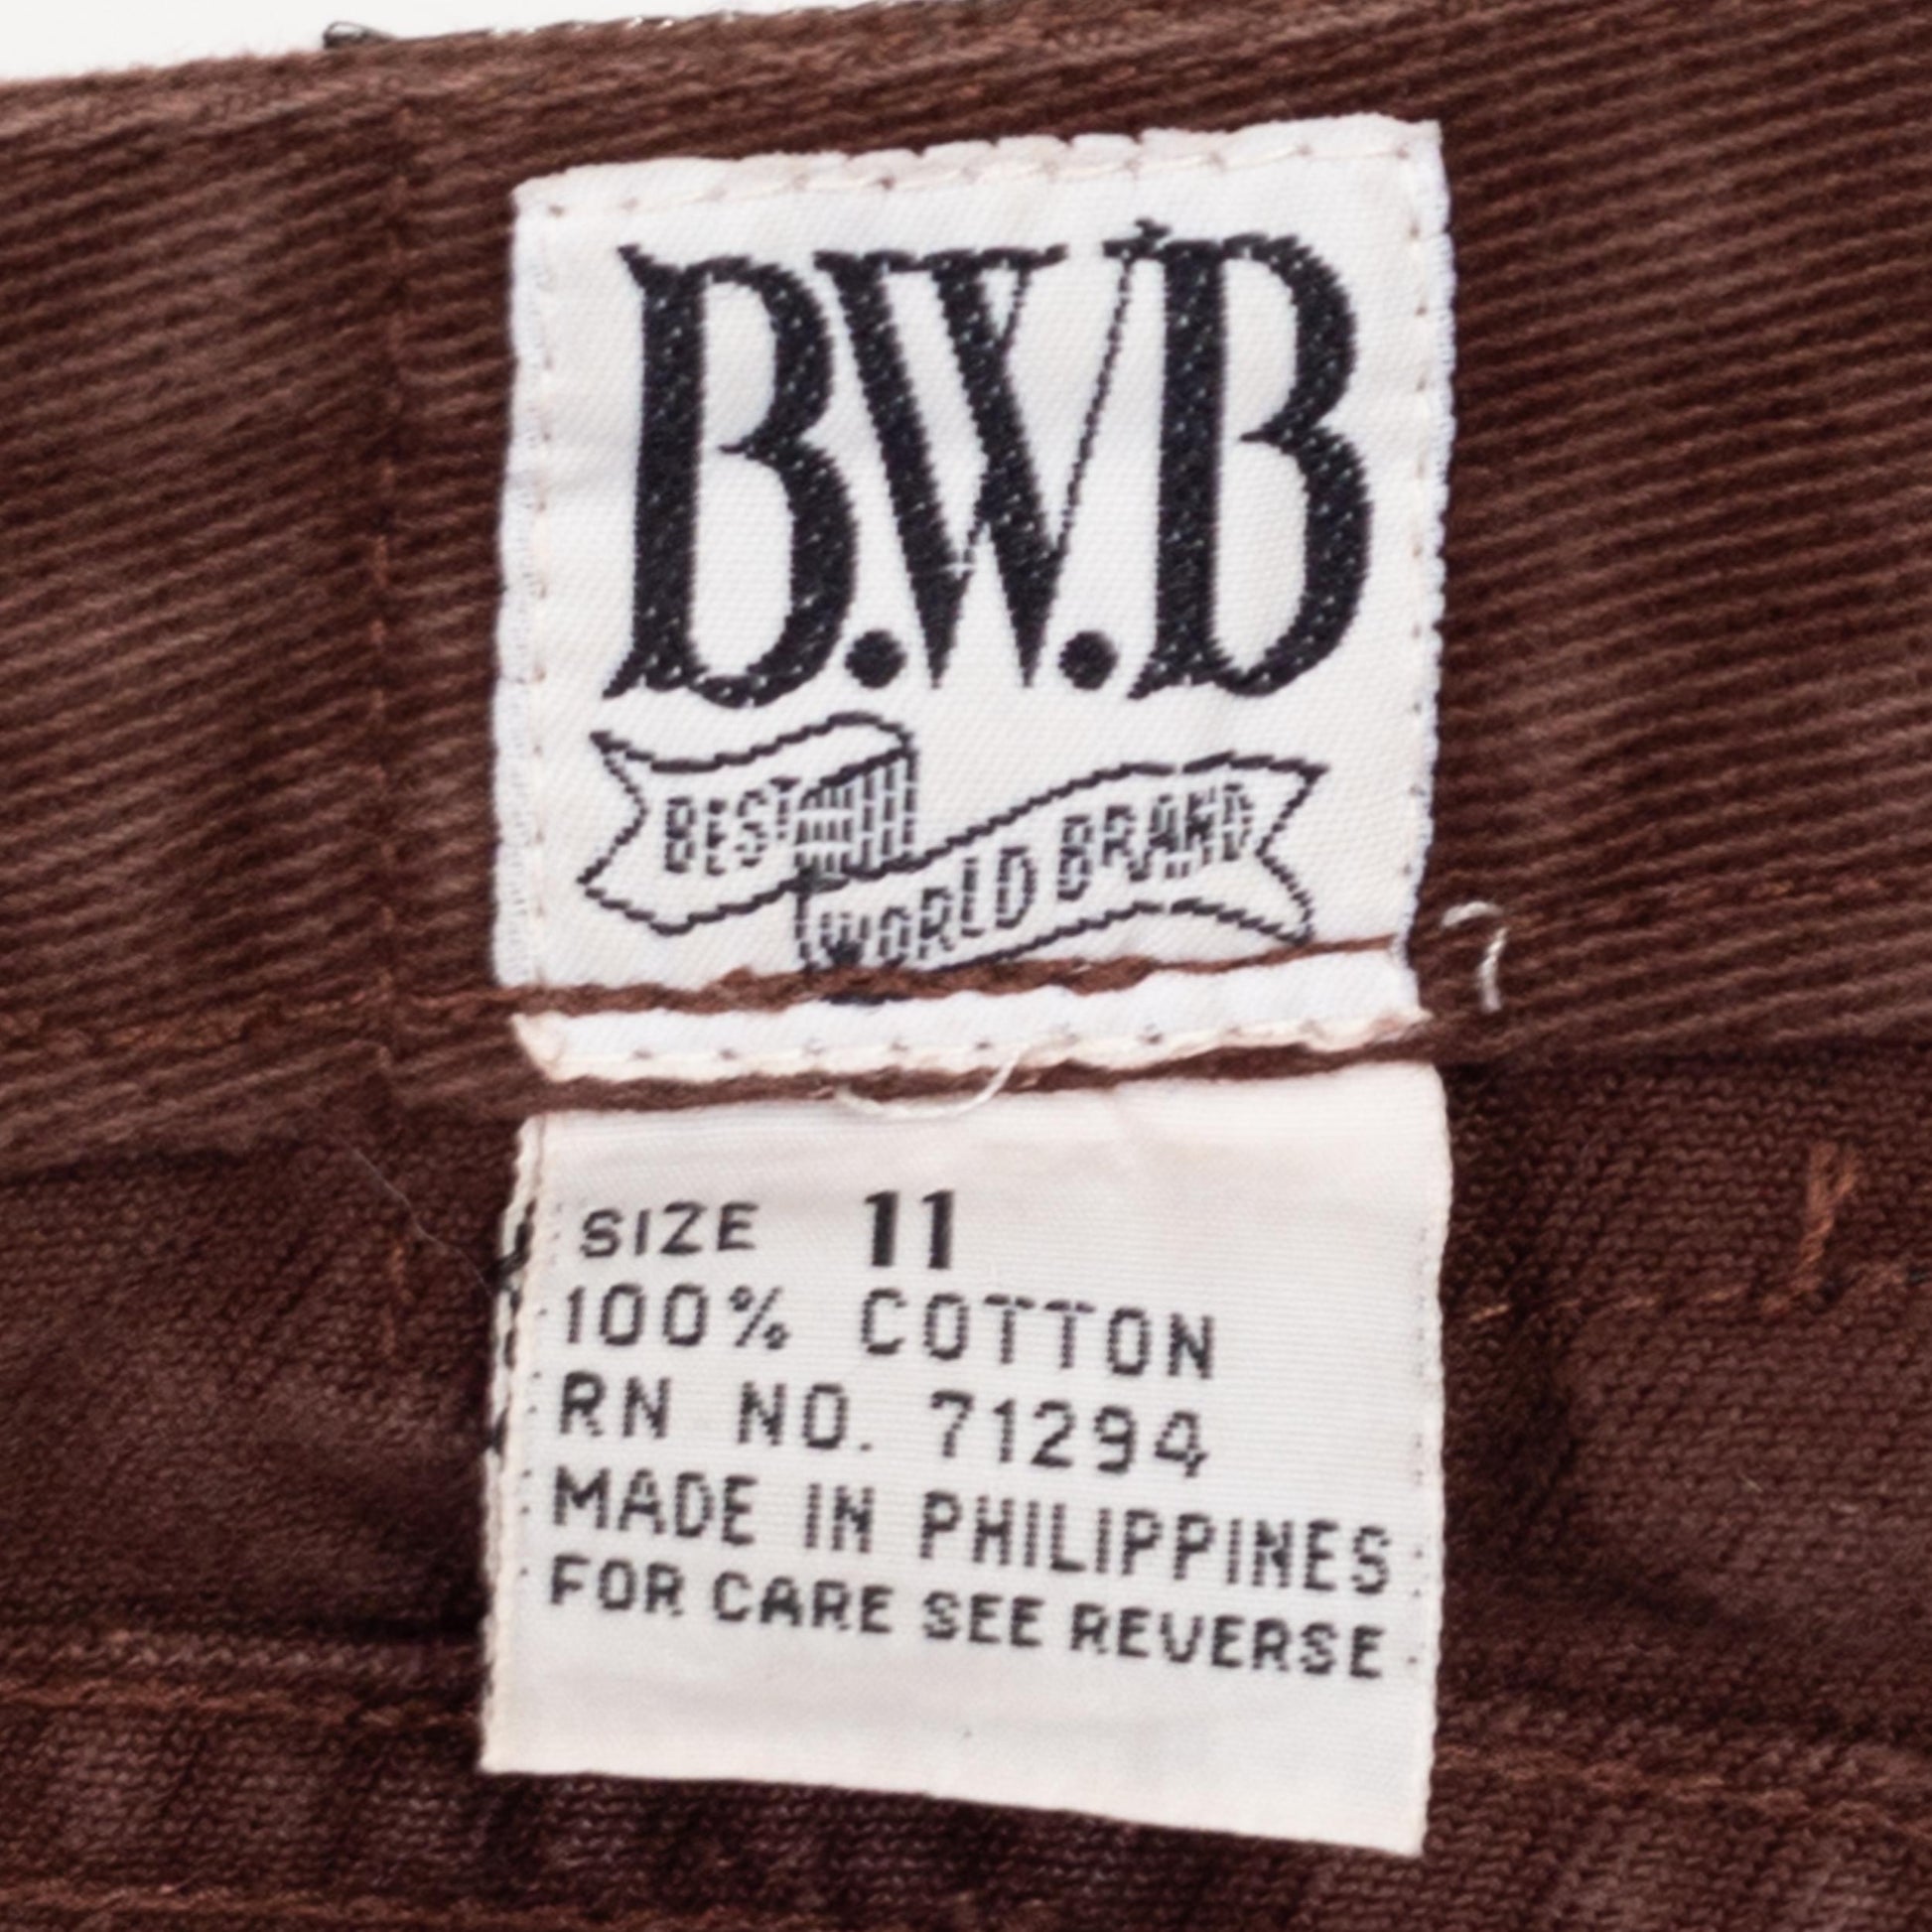 B.W.B
BEST
WORLD BRAND
SIZE 11
100% COTTON
RN NO. 71294
MADE IN PHILIPPINES
FOR CARE SEE REVERSE